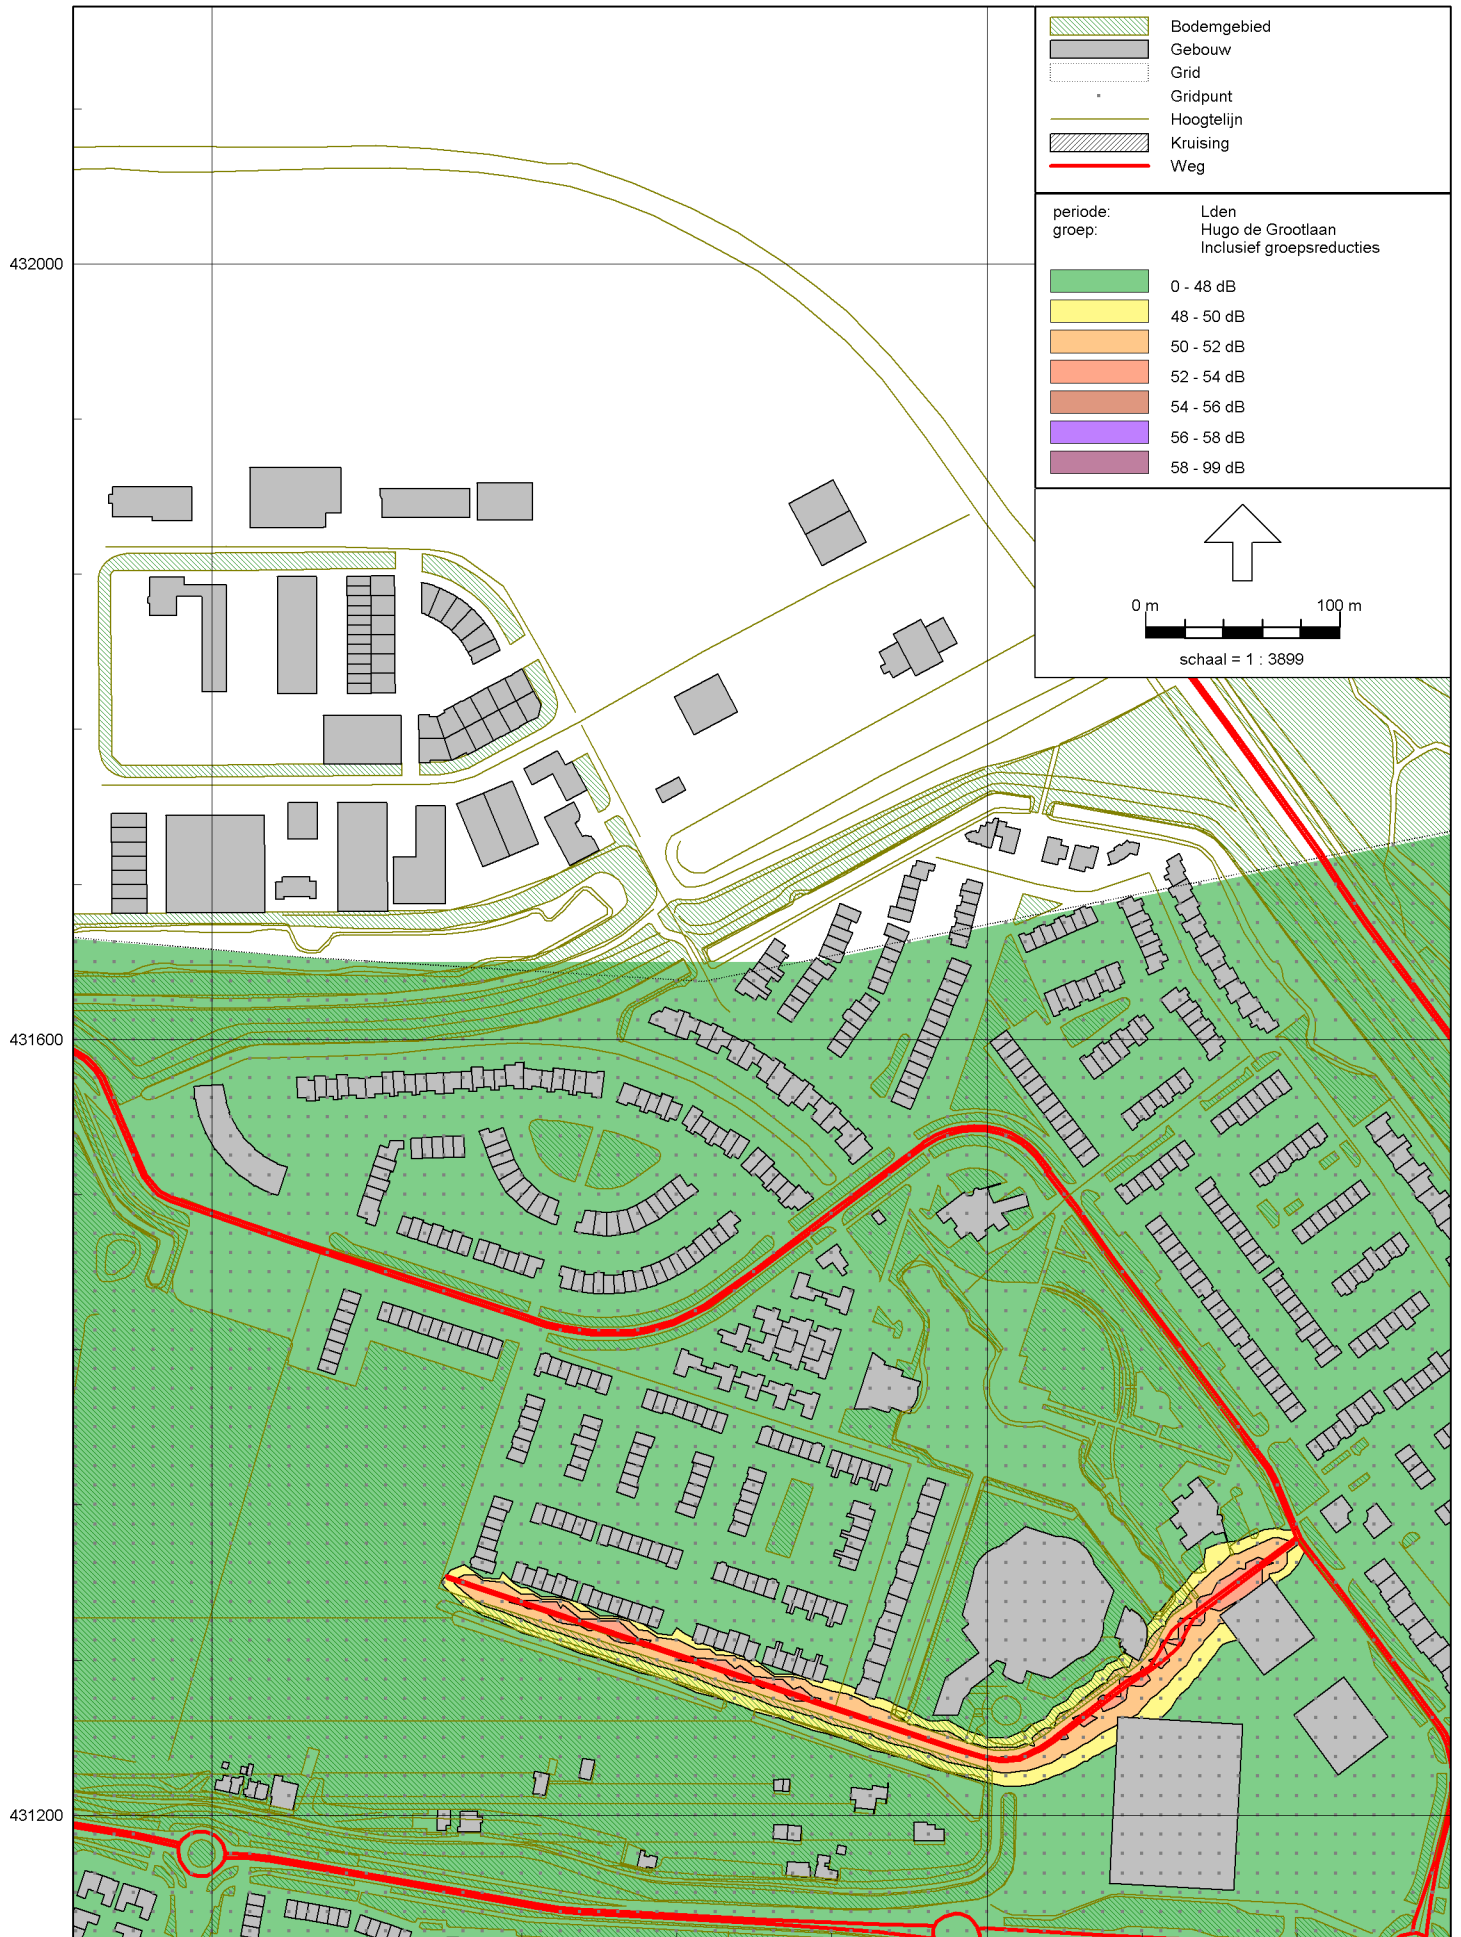 Bodemgebied
Gebouw
Grid
Gridpunt
Hoogtelijn
Kruising
Weg
periode: Lden
groep: Hugo de Grootlaan
Inclusief groepsreducties
432000
0 - 48 dB
48 - 50 dB
50 - 52 dB
52 - 54 dB
54 - 56 dB
56 - 58 dB
58 - 99 dB
0 m 100 m
schaal = 1 : 3899
431600
431200